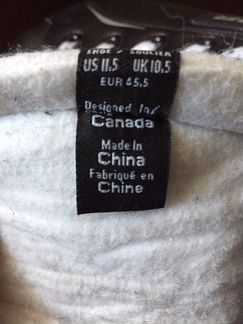 SHOE / SOULIER
US 11.5 UK 10.5
EUR 45.5
Designed In/
Canada
Made In
China
Fabriqué en
Chine